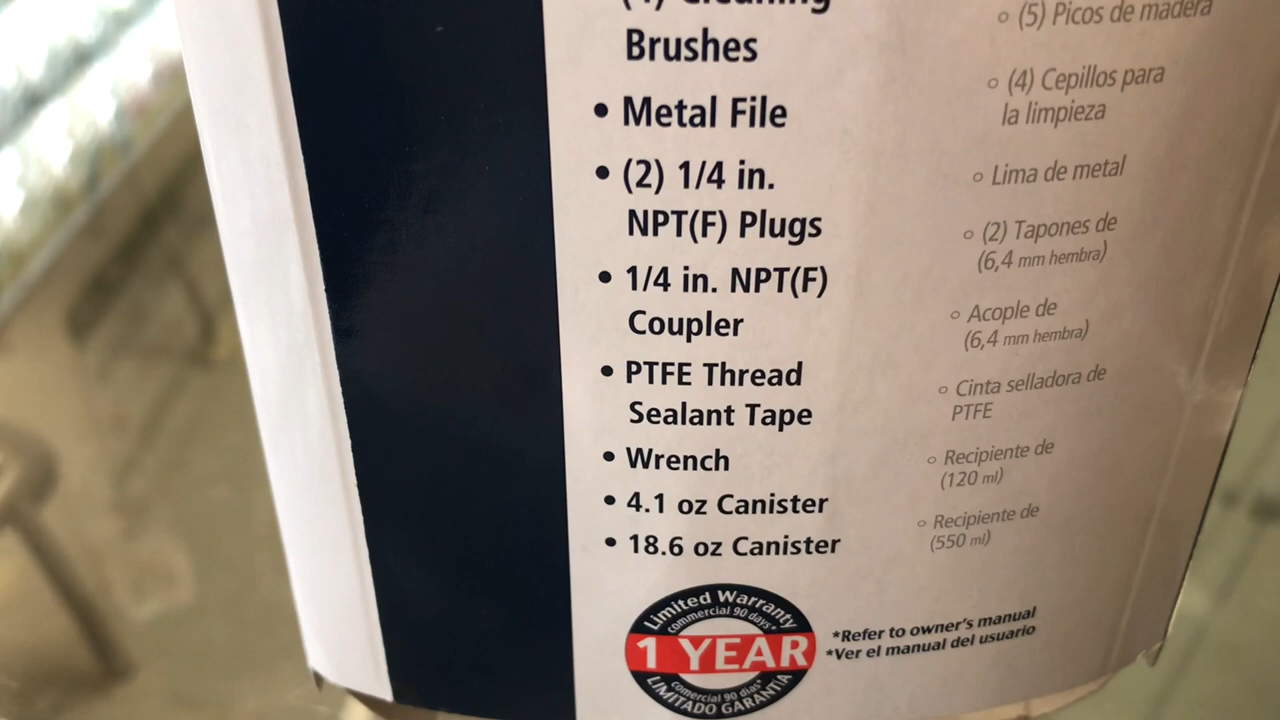 (4) Cleaning
Brushes
• Metal File
• (2) 1/4 in.
NPT(F) Plugs
• 1/4 in. NPT(F)
Coupler
• PTFE Thread
Sealant Tape
• Wrench
• 4.1 oz Canister
• 18.6 oz Canister
◦ (5) Picos de madera
◦ (4) Cepillos para
la limpieza
◦ Lima de metal
◦ (2) Tapones de
(6,4 mm hembra)
◦ Acople de
(6,4 mm hembra)
◦ Cinta selladora de
PTFE
◦ Recipiente de
(120 ml)
◦ Recipiente de
(550 ml)
Limited Warranty
commercial 90 days*
1 YEAR
comercial 90 dias*
LIMITADO GARANTÍA
*Refer to owner's manual
*Ver el manual del usuario